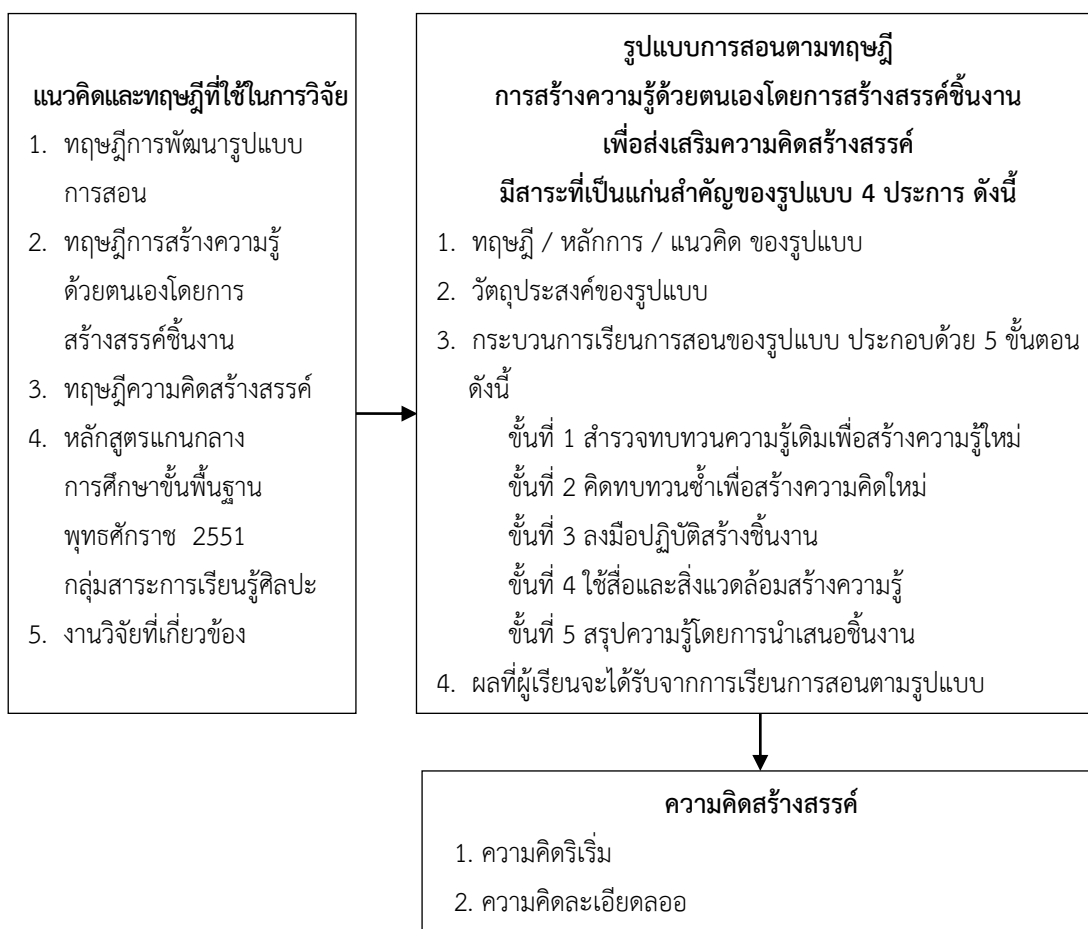 แนวคิดและทฤษฎีที่ใช้ในการวิจัย
1. ทฤษฎีการพัฒนารูปแบบ
การสอน
2. ทฤษฎีการสร้างความรู้
ด้วยตนเองโดยการ
สร้างสรรค์ชิ้นงาน
3. ทฤษฎีความคิดสร้างสรรค์
4. หลักสูตรแกนกลาง
การศึกษาขั้นพื้นฐาน
พุทธศักราช 2551
กลุ่มสาระการเรียนรู้ศิลปะ
5. งานวิจัยที่เกี่ยวข้อง
รูปแบบการสอนตามทฤษฎี
การสร้างความรู้ด้วยตนเองโดยการสร้างสรรค์ชิ้นงาน
เพื่อส่งเสริมความคิดสร้างสรรค์
มีสาระที่เป็นแก่นสำคัญของรูปแบบ 4 ประการ ดังนี้
1. ทฤษฎี / หลักการ / แนวคิด ของรูปแบบ
2. วัตถุประสงค์ของรูปแบบ
3. กระบวนการเรียนการสอนของรูปแบบ ประกอบด้วย 5 ขั้นตอน
ดังนี้
ขั้นที่ 1 สำรวจทบทวนความรู้เดิมเพื่อสร้างความรู้ใหม่
ขั้นที่ 2 คิดทบทวนซ้ำเพื่อสร้างความคิดใหม่
ขั้นที่ 3 ลงมือปฏิบัติสร้างชิ้นงาน
ขั้นที่ 4 ใช้สื่อและสิ่งแวดล้อมสร้างความรู้
ขั้นที่ 5 สรุปความรู้โดยการนำเสนอชิ้นงาน
4. ผลที่ผู้เรียนจะได้รับจากการเรียนการสอนตามรูปแบบ
ความคิดสร้างสรรค์
1. ความคิดริเริ่ม
2. ความคิดละเอียดลออ